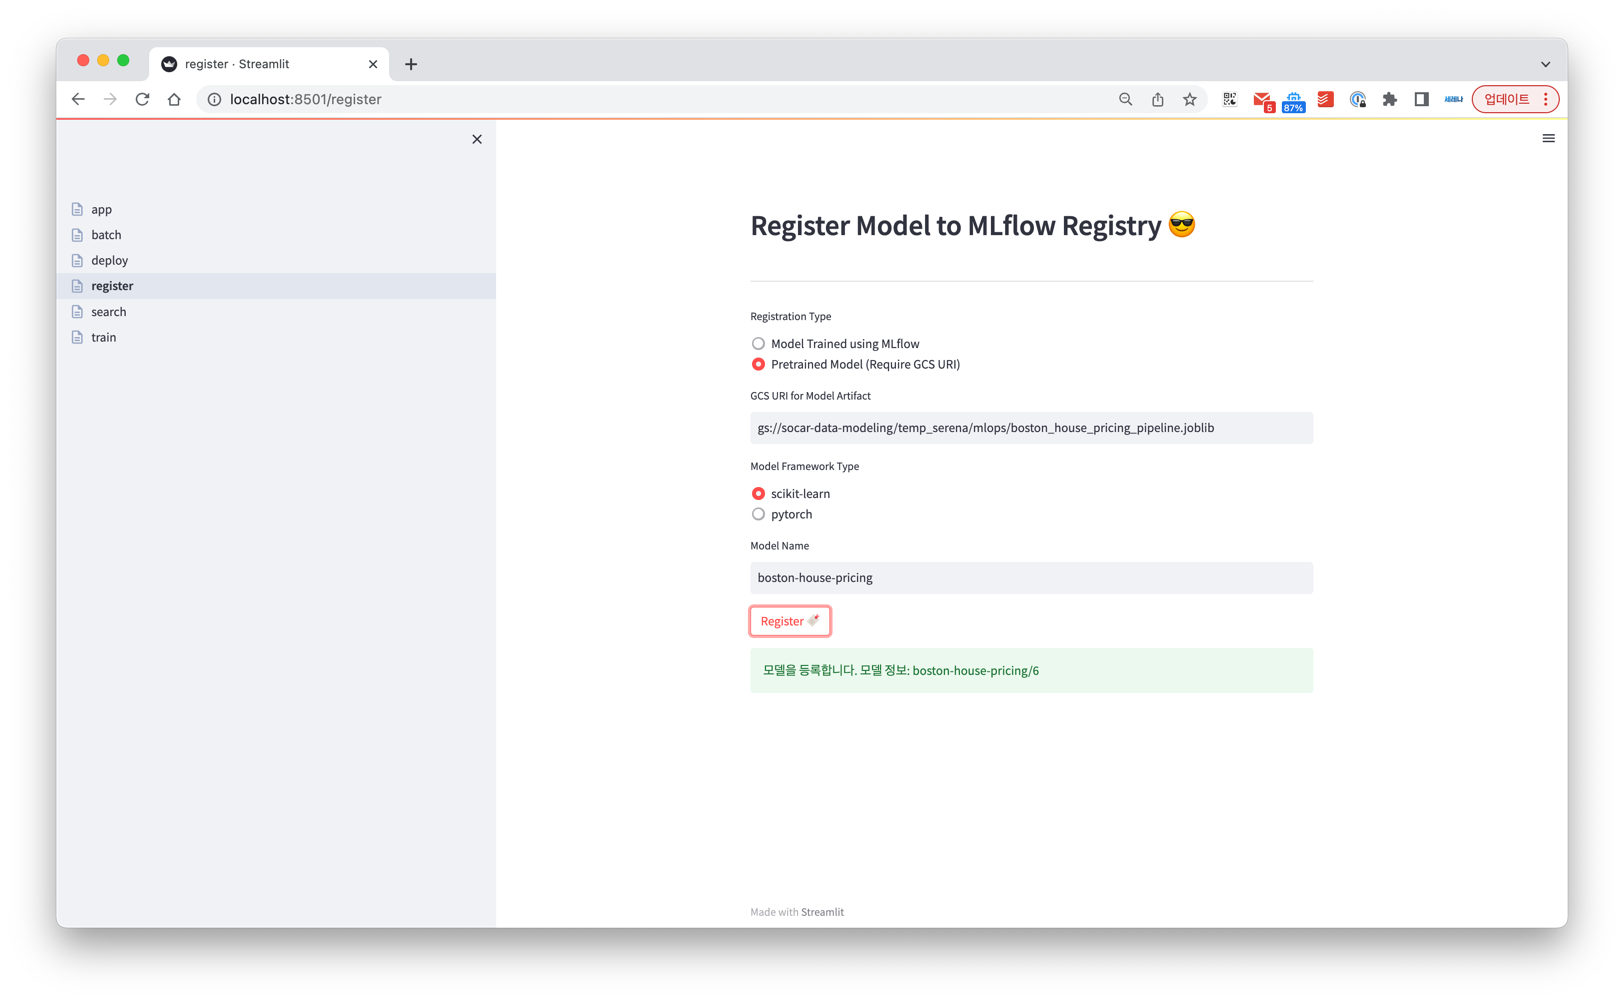 register · Streamlit
localhost:8501/register
5
87%
세레나
업데이트
app
batch
deploy
register
search
train
Register Model to MLflow Registry 😎
Registration Type
Model Trained using MLflow
Pretrained Model (Require GCS URI)
GCS URI for Model Artifact
gs://socar-data-modeling/temp_serena/mlops/boston_house_pricing_pipeline.joblib
Model Framework Type
scikit-learn
pytorch
Model Name
boston-house-pricing
Register
모델을 등록합니다. 모델 정보: boston-house-pricing/6
Made with Streamlit